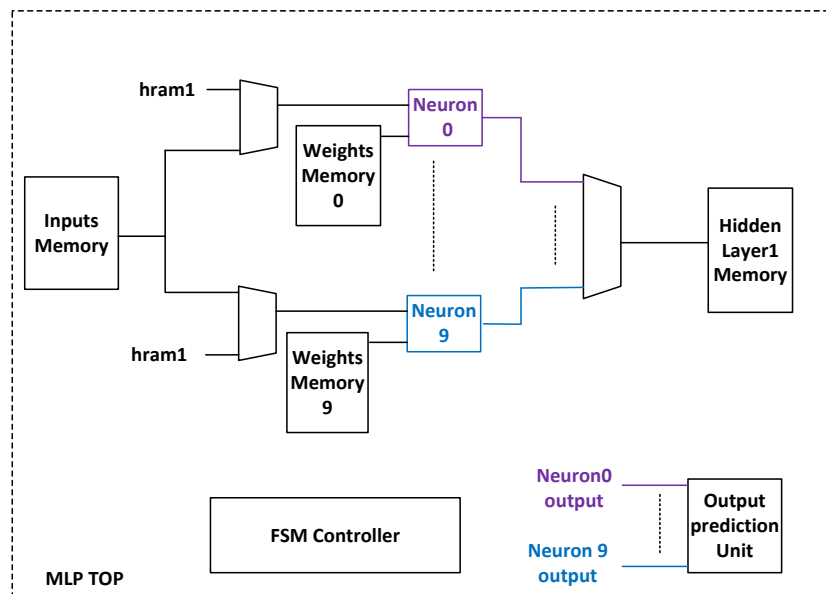 hram1
Neuron
0
Weights
Memory
0
Inputs
Memory
Hidden
Layer1
Memory
Neuron
9
hram1
Weights
Memory
9
FSM Controller
Neuron0
output
Output
prediction
Unit
Neuron 9
output
MLP TOP